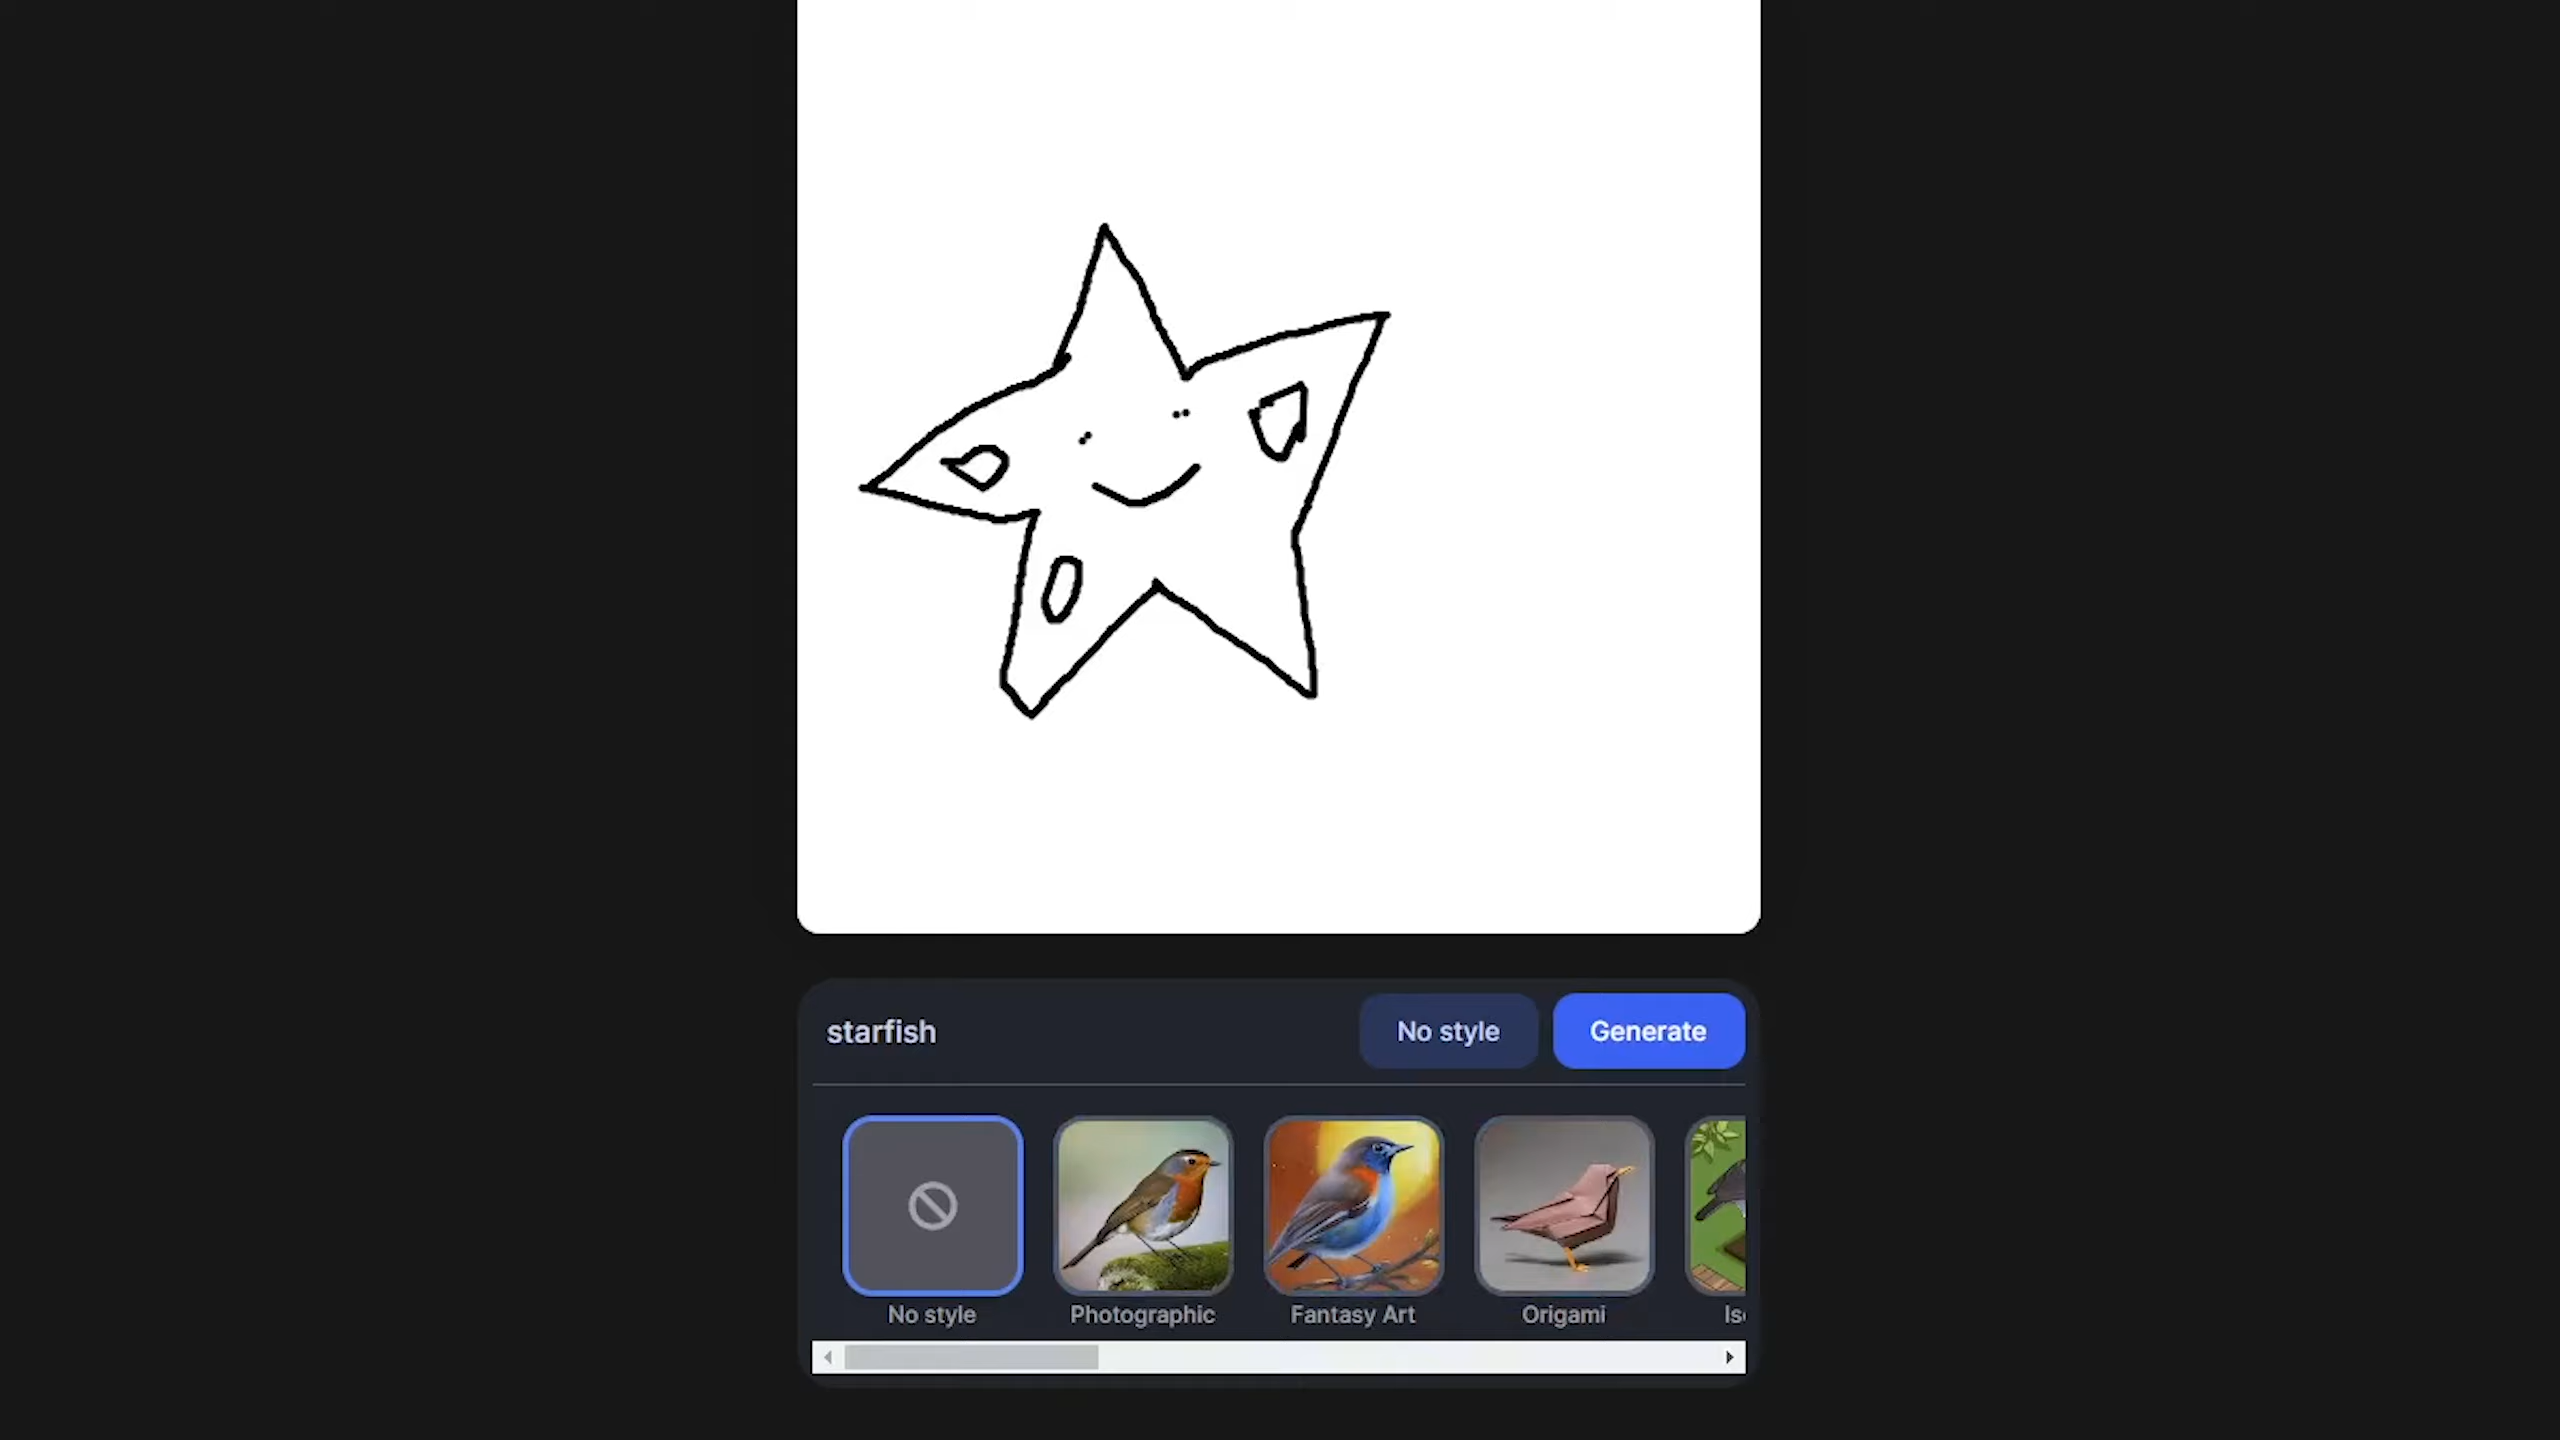 starfish
No style
Generate
No style
Photographic
Fantasy Art
Origami